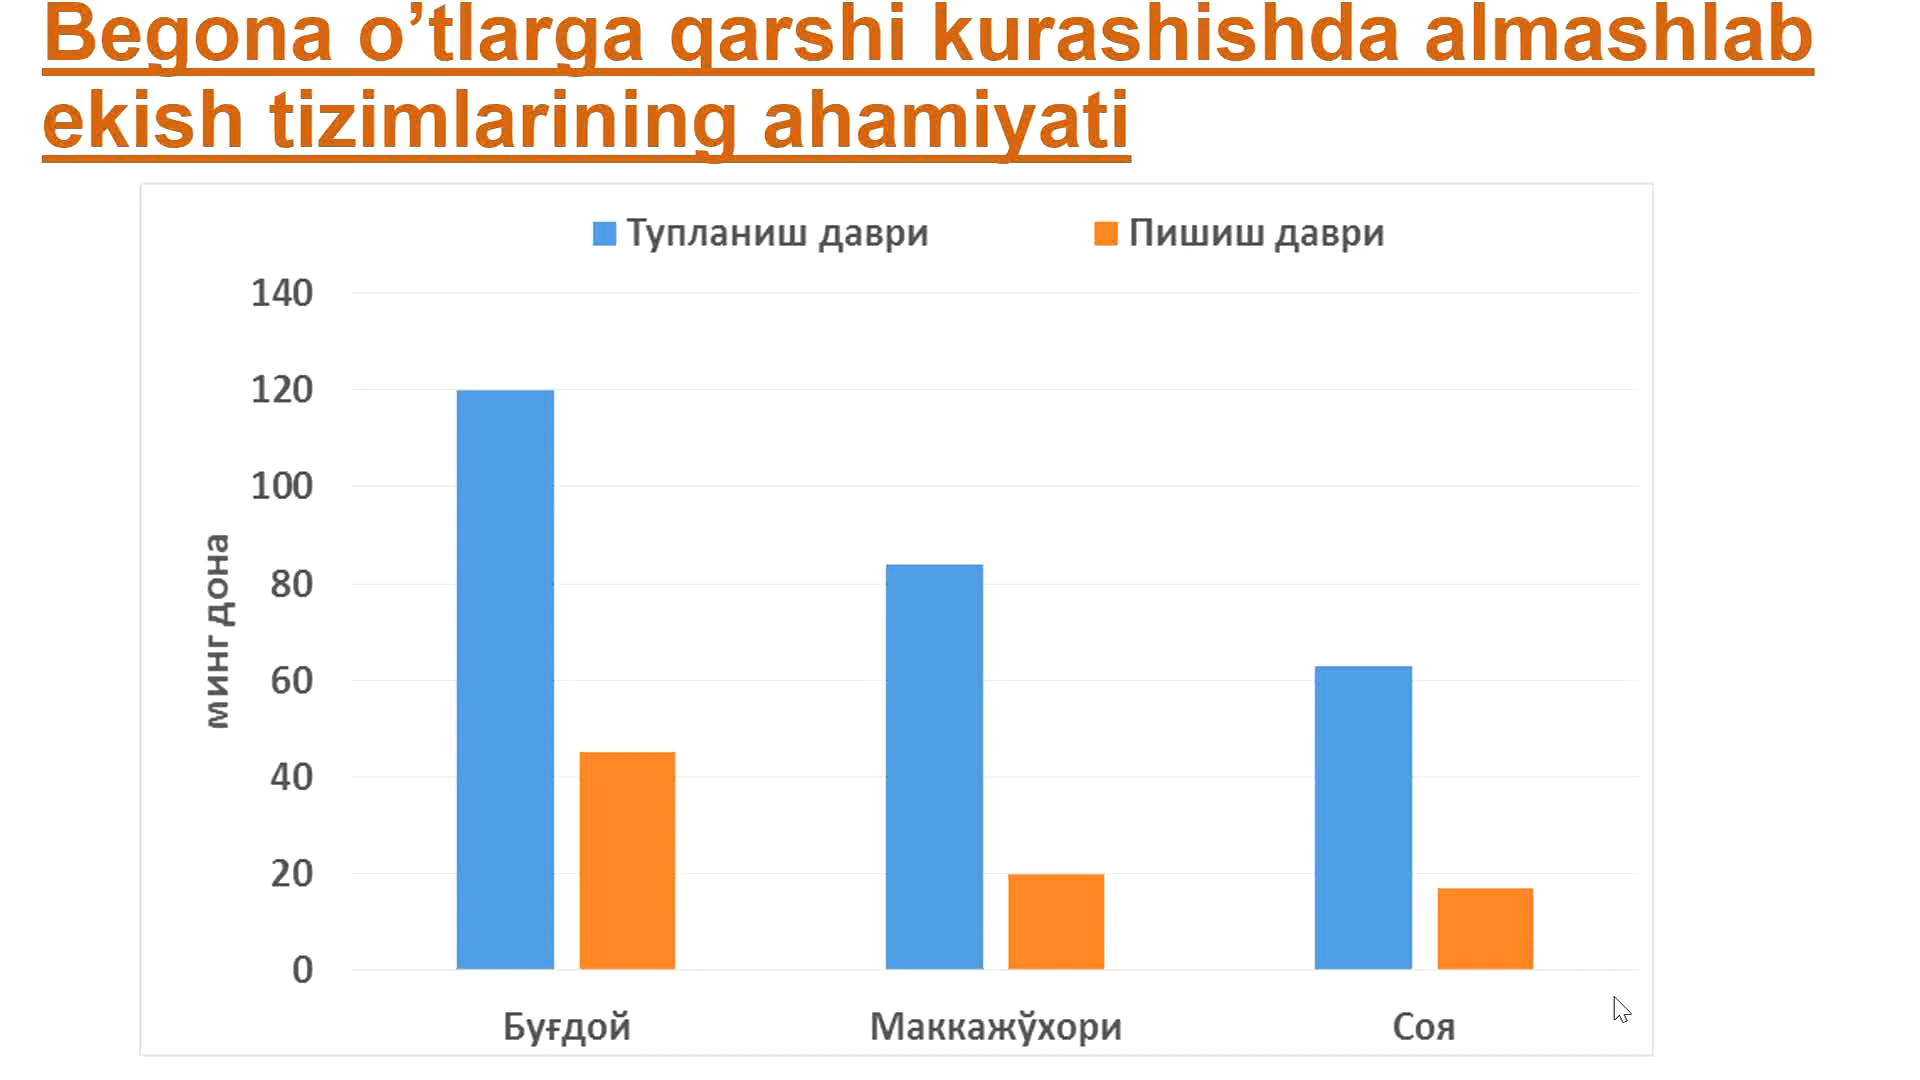 Begona o’tlarga qarshi kurashishda almashlab
ekish tizimlarining ahamiyati
Тупланиш даври
Пишиш даври
140
120
100
80
60
40
20
0
минг дона
Буғдой
Маккажўхори
Соя